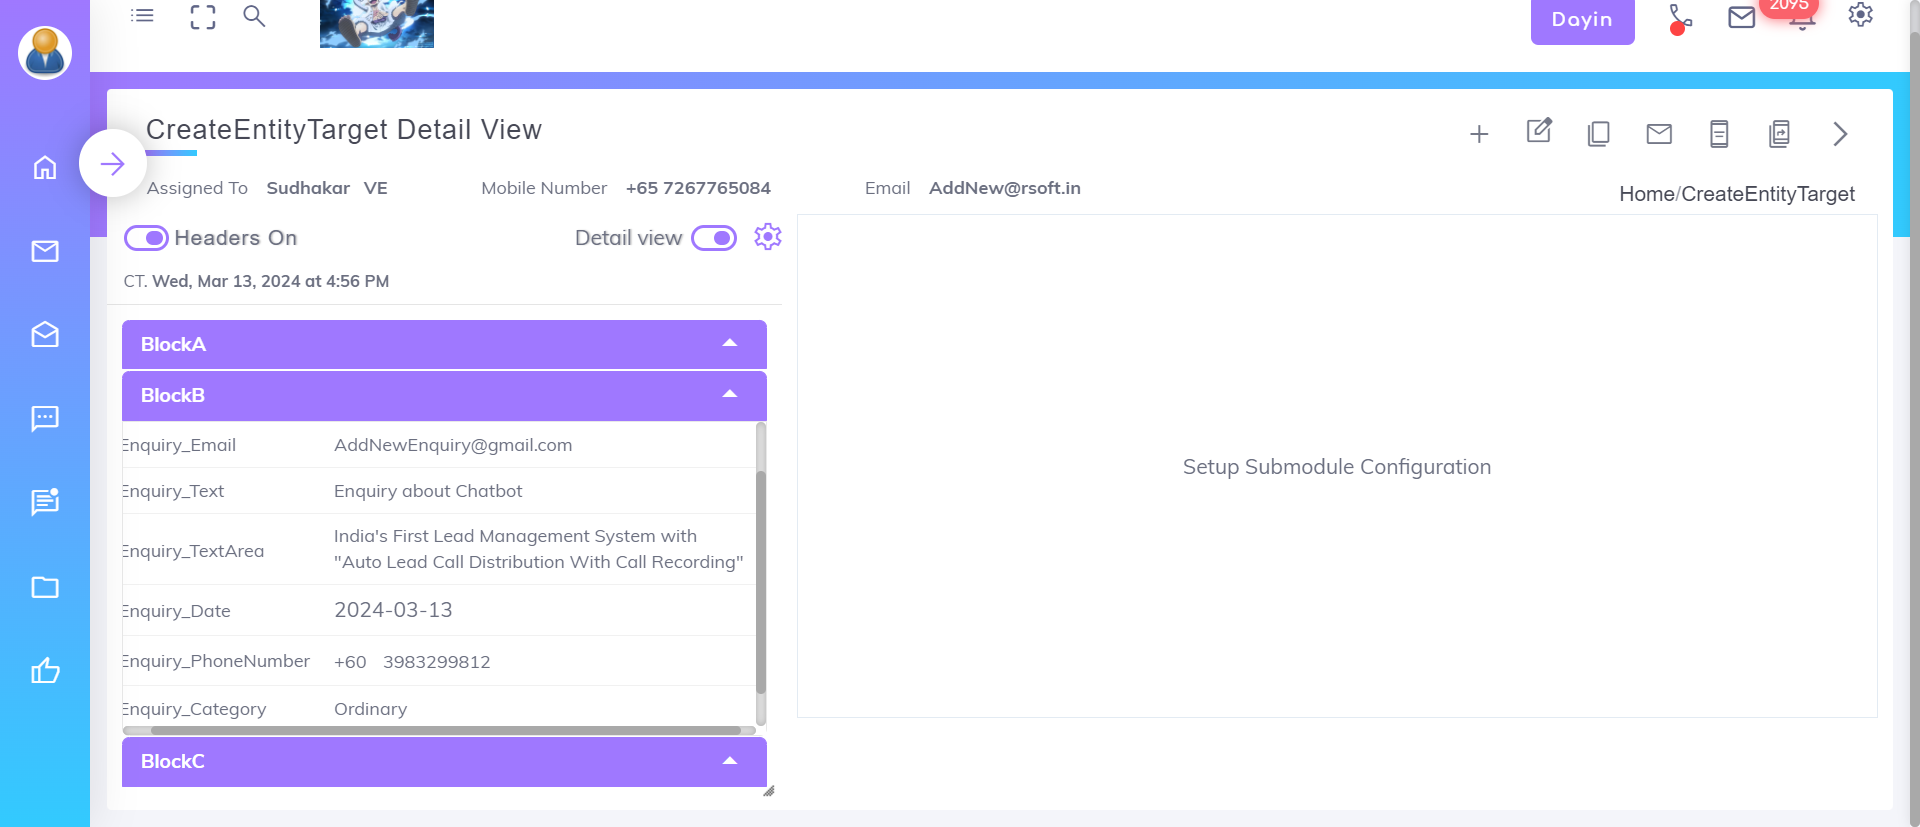 Dayin
2095
CreateEntityTarget Detail View
Assigned To Sudhakar VE Mobile Number +65 7267765084 Email AddNew@rsoft.in
Home/CreateEntityTarget
Headers On Detail view
CT. Wed, Mar 13, 2024 at 4:56 PM
BlockA
BlockB
Enquiry_Email AddNewEnquiry@gmail.com
Enquiry_Text Enquiry about Chatbot
Enquiry_TextArea India's First Lead Management System with
"Auto Lead Call Distribution With Call Recording"
Enquiry_Date 2024-03-13
Enquiry_PhoneNumber +60 3983299812
Enquiry_Category Ordinary
BlockC
Setup Submodule Configuration